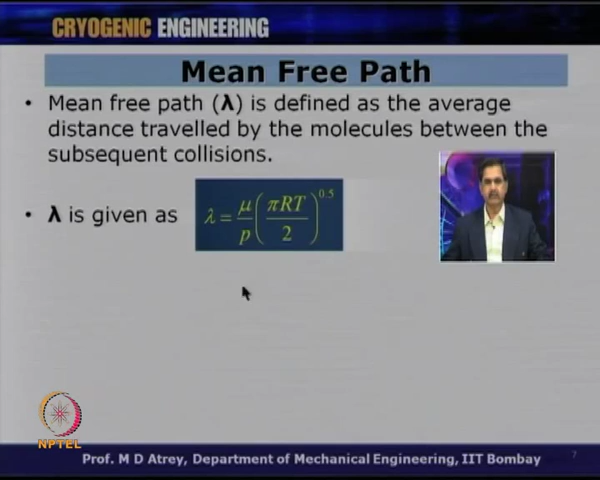 CRYOGENIC ENGINEERING
Mean Free Path
• Mean free path (λ) is defined as the average
distance travelled by the molecules between the
subsequent collisions.
• λ is given as λ = μ/p (πRT/2)^0.5
NPTEL
Prof. M D Atrey, Department of Mechanical Engineering, IIT Bombay
7